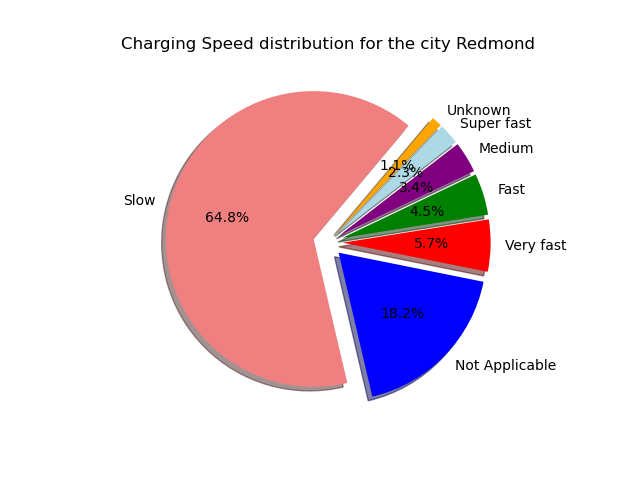 Charging Speed distribution for the city Redmond
Unknown
Super fast
Medium
Fast
Very fast
Not Applicable
Slow
1.1%
2.3%
3.4%
4.5%
5.7%
18.2%
64.8%